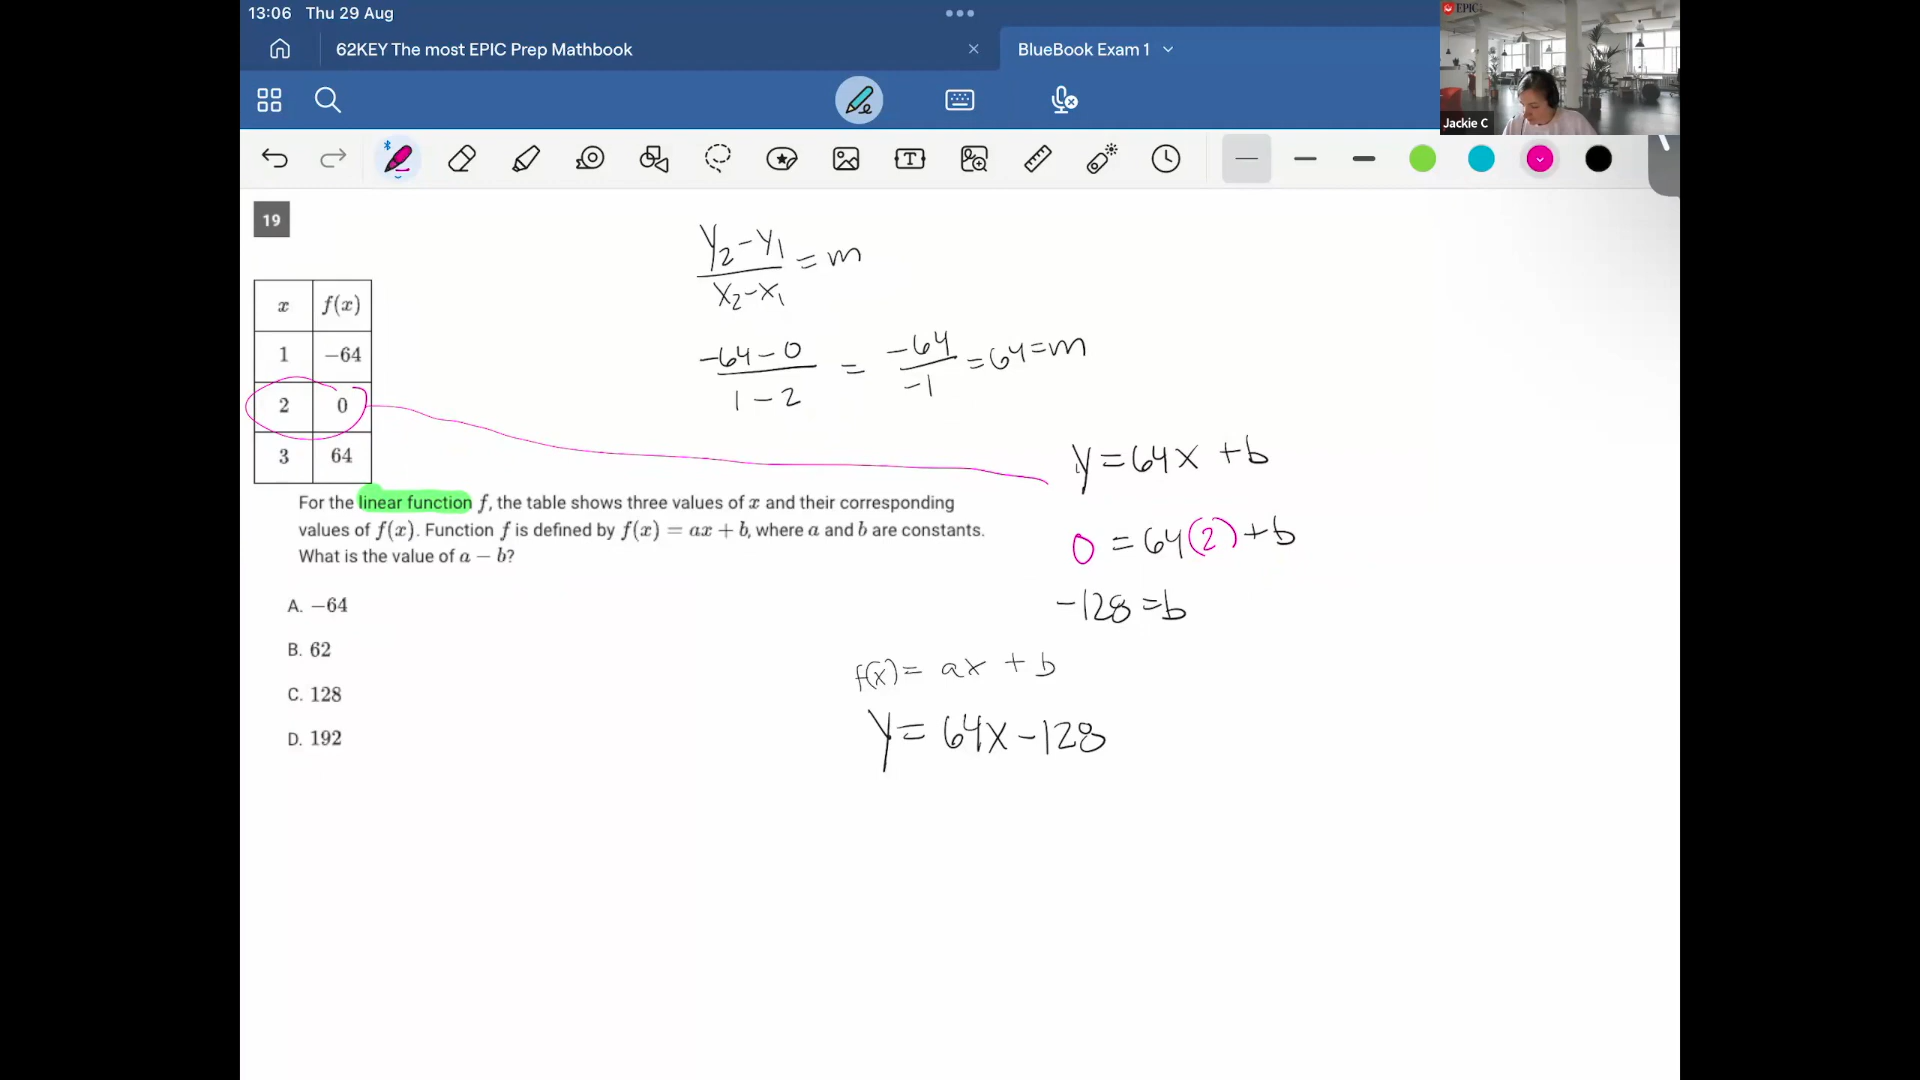 13:06 Thu 29 Aug
62KEY The most EPIC Prep Mathbook
BlueBook Exam 1
EPIC
Jackie C
19
x f(x)
1 −64
2 0
3 64
y₂−y₁/x₂−x₁ = m
−64−0/1−2 = −64/−1 = 64 = m
y = 64x + b
0 = 64(2) + b
−128 = b
For the linear function f, the table shows three values of x and their corresponding
values of f(x). Function f is defined by f(x) = ax + b, where a and b are constants.
What is the value of a − b?
A. −64
B. 62
C. 128
D. 192
f(x) = ax + b
y = 64x − 128